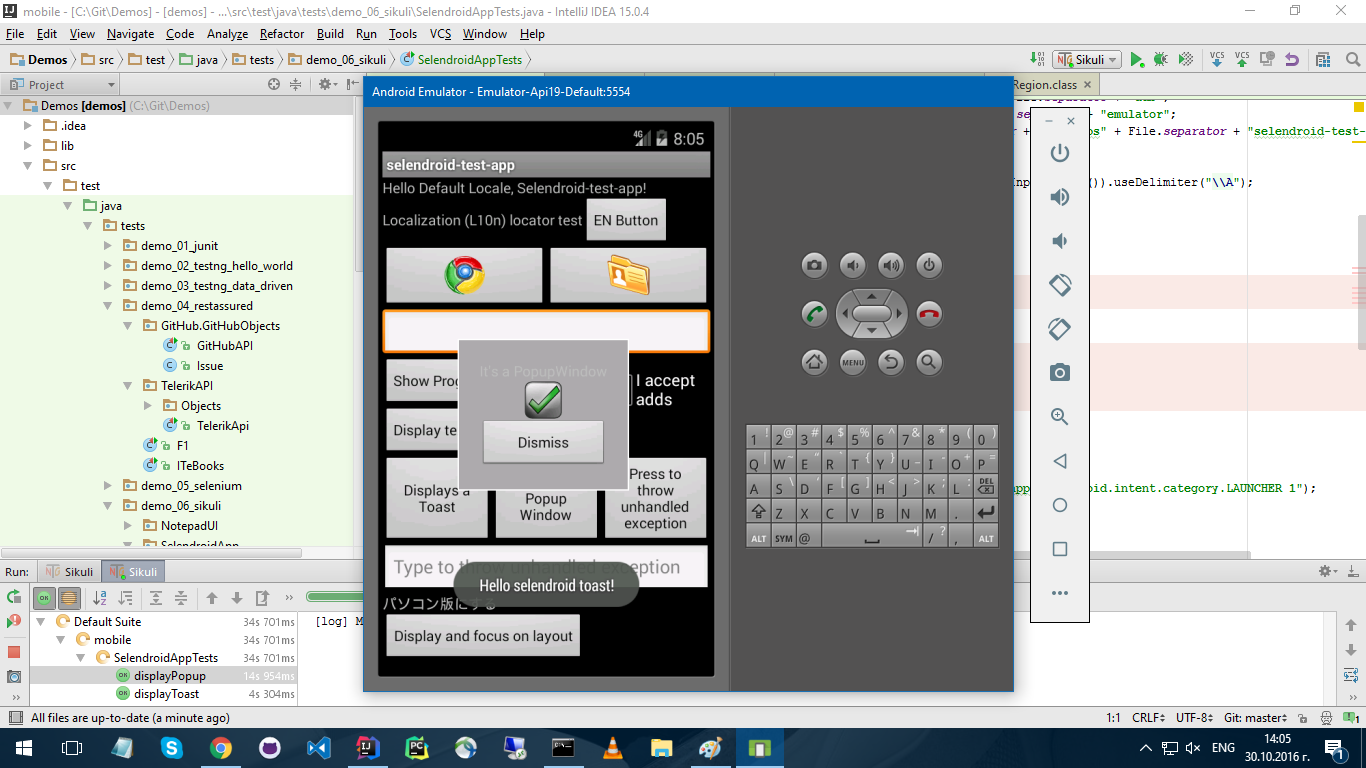 mobile - [C:\Git\Demos] - [demos] - ...\src\test\java\tests\demo_06_sikuli\SelendroidAppTests.java - IntelliJ IDEA 15.0.4
File Edit View Navigate Code Analyze Refactor Build Run Tools VCS Window Help
Demos src test java tests demo_06_sikuli SelendroidAppTests
Sikuli VCS VCS
Project
Region.class
Demos [demos] (C:\Git\Demos)
.idea
lib
src
test
java
tests
demo_01_junit
demo_02_testng_hello_world
demo_03_testng_data_driven
demo_04_restassured
GitHub.GitHubObjects
GitHubAPI
Issue
TelerikAPI
Objects
TelerikApi
F1
ITeBooks
demo_05_selenium
demo_06_sikuli
NotepadUI
SelendroidApp
Android Emulator - Emulator-Api19-Default:5554
4G 8:05
selendroid-test-app
Hello Default Locale, Selendroid-test-app!
Localization (L10n) locator test EN Button
It's a PopupWindow
Dismiss
Show Prog
I accept adds
Display te
Displays a Toast
Popup Window
Press to throw unhandled exception
Type to throw unhandled exception
Hello selendroid toast!
パソコン版にする
Display and focus on layout
MENU
1 ! 2 @ 3 # 4 $ 5 % 6 ^ 7 & 8 * 9 ( 0 )
Q | W ~ E " R ` T { Y } U _ I - O + P =
A S \ D ' F [ G ] H < J > K ; L : DEL
Z X C V B N M .
ALT SYM @ / ? , ALT
"emulator";
+ File.separator + "selendroid-test-
()).useDelimiter("\\A");
oid.intent.category.LAUNCHER 1");
Run: Sikuli Sikuli
Default Suite 34s 701ms
mobile 34s 701ms
SelendroidAppTests 34s 701ms
OK displayPopup 14s 954ms
OK displayToast 4s 304ms
[log] M
All files are up-to-date (a minute ago)
1:1 CRLF UTF-8 Git: master 1
ENG 14:05
30.10.2016 г. 1